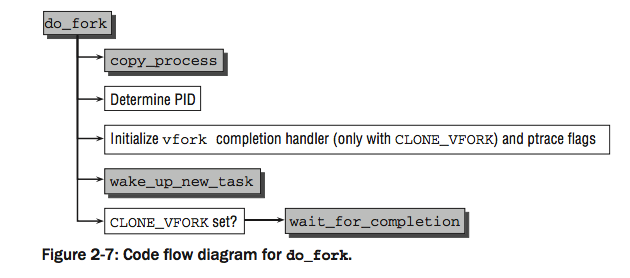 do_fork
copy_process
Determine PID
Initialize vfork completion handler (only with CLONE_VFORK) and ptrace flags
wake_up_new_task
CLONE_VFORK set?
wait_for_completion
Figure 2-7: Code flow diagram for do_fork.